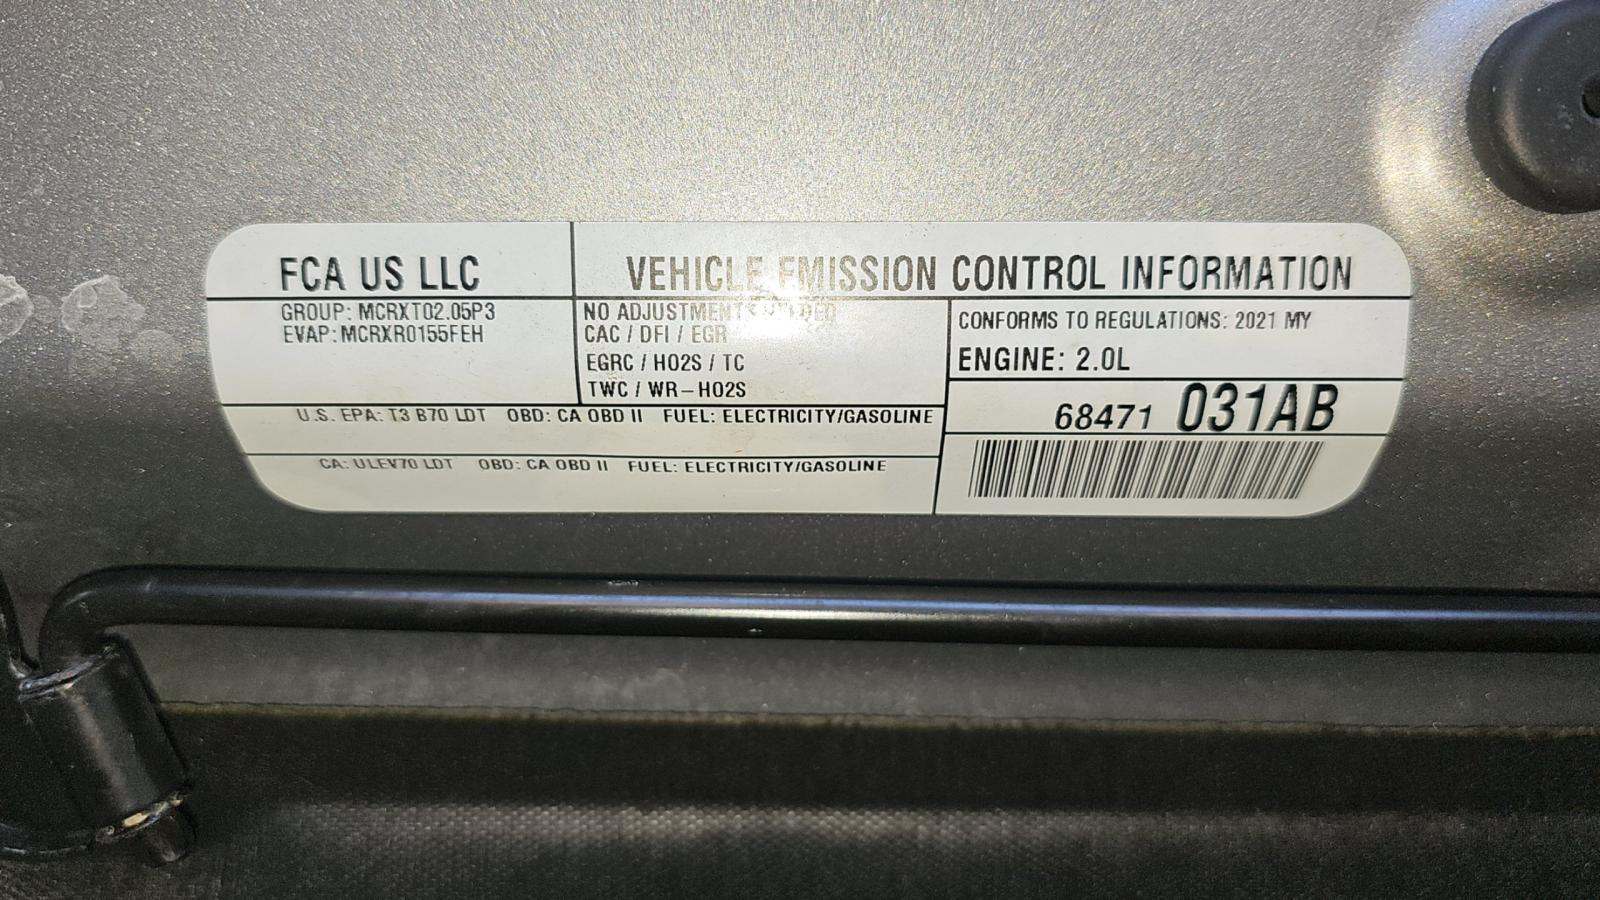 FCA US LLC
VEHICLE EMISSION CONTROL INFORMATION
GROUP: MCRXT02.05P3
EVAP: MCRXR0155FEH
NO ADJUSTMENTS NEEDED
CAC / DFI / EGR
EGRC / HO2S / TC
TWC / WR-HO2S
CONFORMS TO REGULATIONS: 2021 MY
ENGINE: 2.0L
68471 031AB
U.S. EPA: T3 B70 LDT OBD: CA OBD II FUEL: ELECTRICITY/GASOLINE
CA: ULEV70 LDT OBD: CA OBD II FUEL: ELECTRICITY/GASOLINE